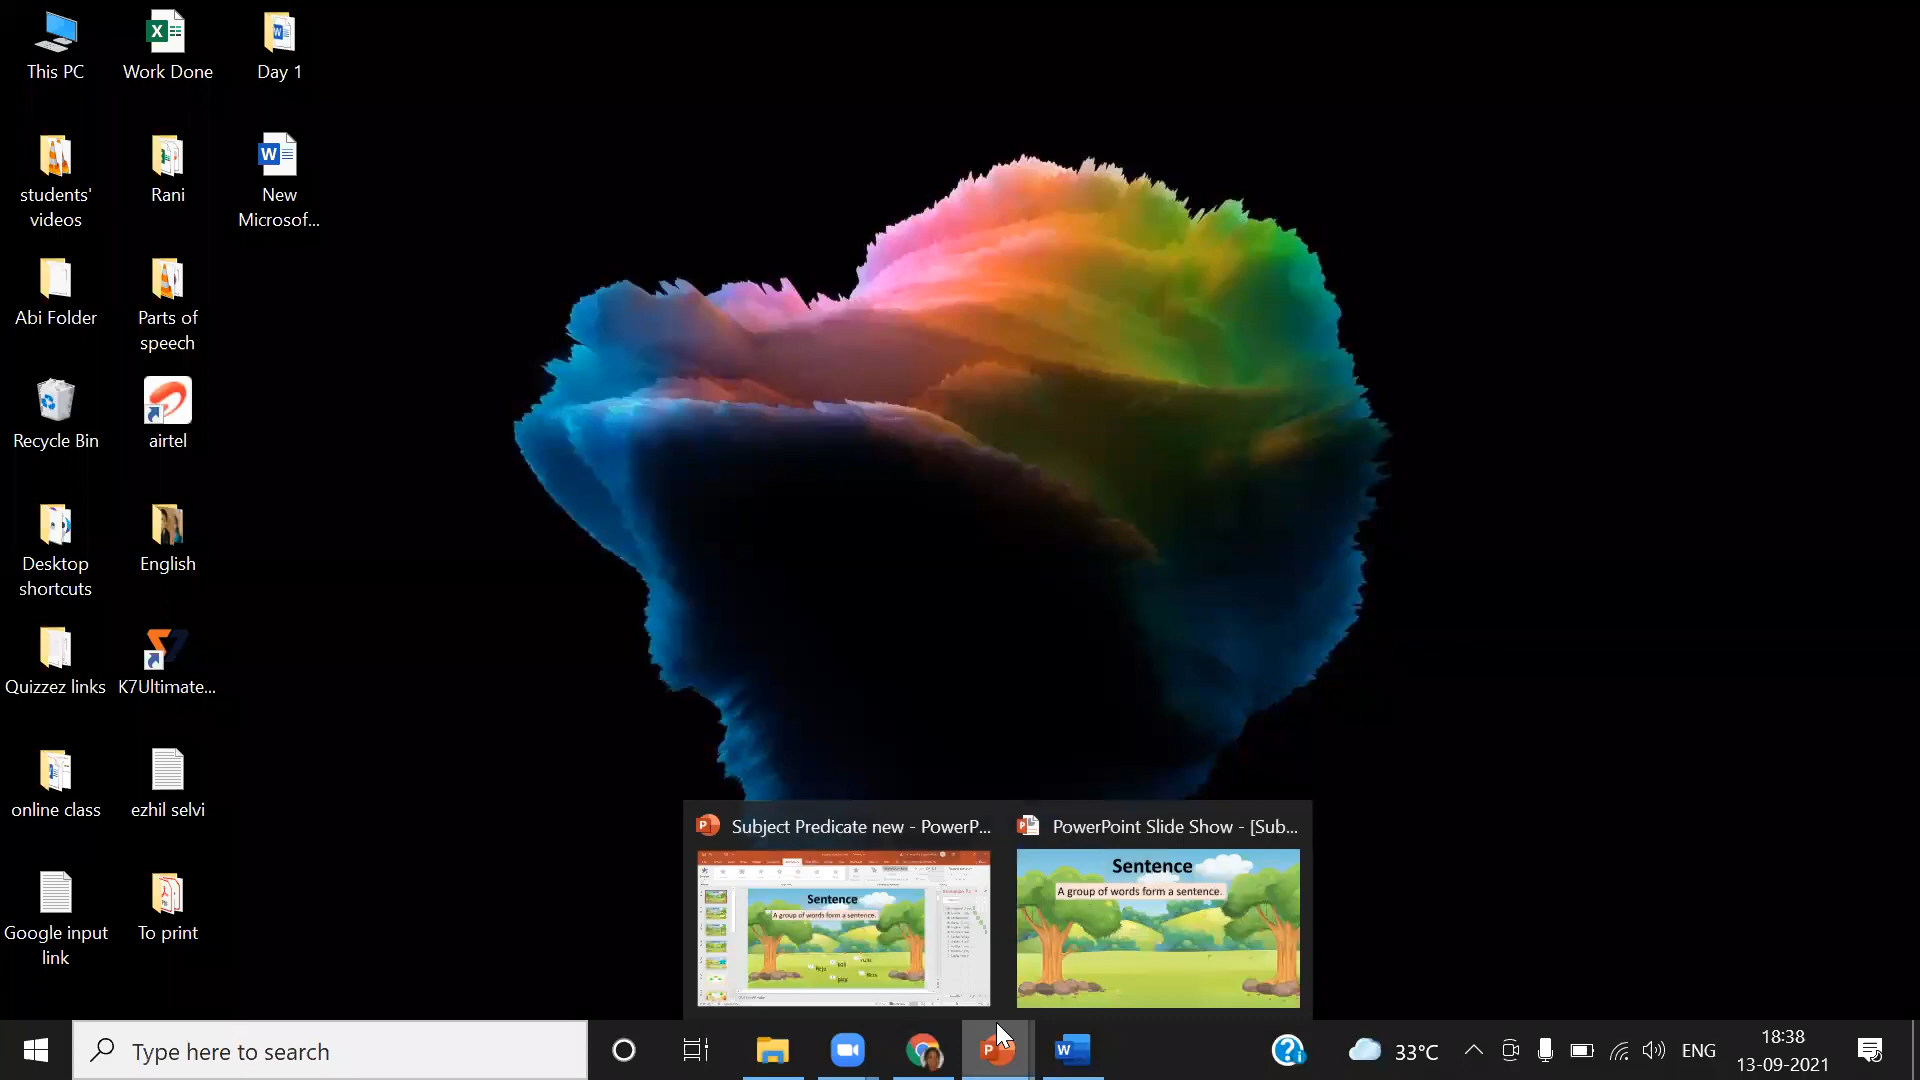 This PC
Work Done
Day 1
students'
videos
Rani
New
Microsof...
Abi Folder
Parts of
speech
Recycle Bin
airtel
Desktop
shortcuts
English
Quizzez links
K7Ultimate...
online class
ezhil selvi
Google input
link
To print
Subject Predicate new - PowerP...
PowerPoint Slide Show - [Sub...
Sentence
A group of words form a sentence.
Sentence
A group of words form a sentence.
Type here to search
33°C
ENG
18:38
13-09-2021